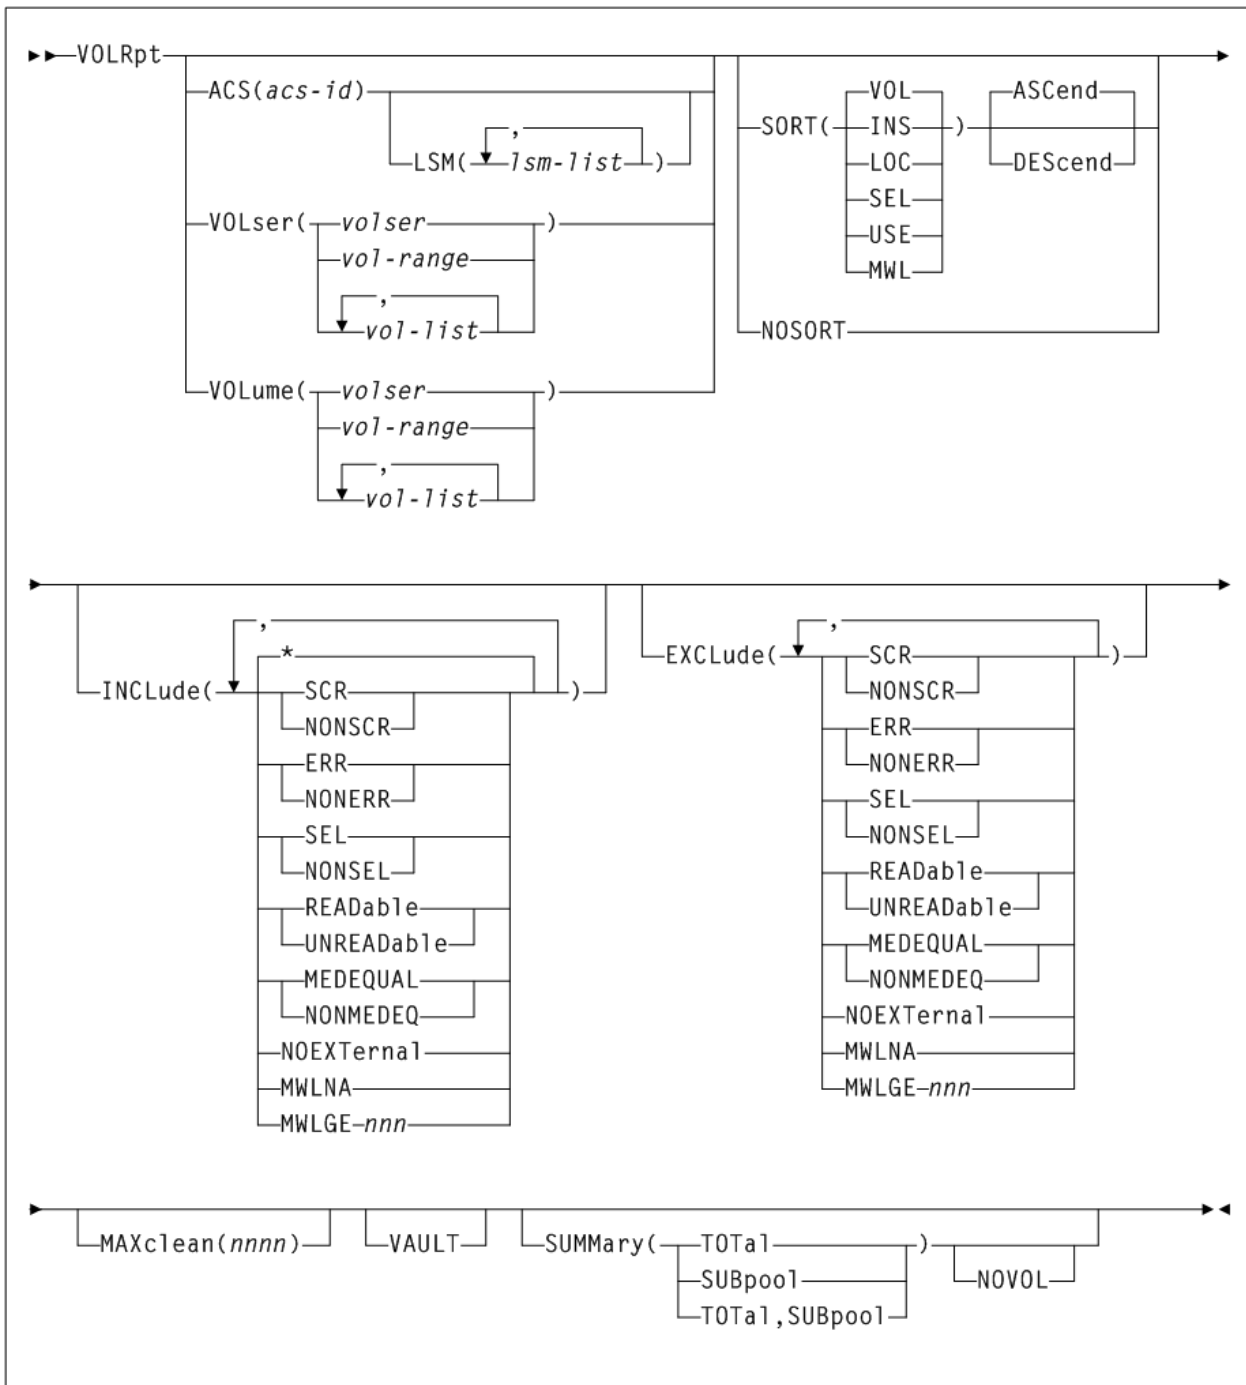 VOLRpt
ACS(acs-id)
LSM(
,
lsm-list
)
VOLser(
volser
)
vol-range
,
vol-list
VOLume(
volser
)
vol-range
,
vol-list
SORT(
VOL
INS
LOC
SEL
USE
MWL
)
ASCend
DEScend
NOSORT
INCLude(
,
*
SCR
NONSCR
ERR
NONERR
SEL
NONSEL
READable
UNREADable
MEDEQUAL
NONMEDEQ
NOEXTernal
MWLNA
MWLGE nnn
)
EXCLude(
,
SCR
NONSCR
ERR
NONERR
SEL
NONSEL
READable
UNREADable
MEDEQUAL
NONMEDEQ
NOEXTernal
MWLNA
MWLGE nnn
)
MAXclean(nnnn)
VAULT
SUMMary(
TOTal
SUBpool
TOTal,SUBpool
)
NOVOL